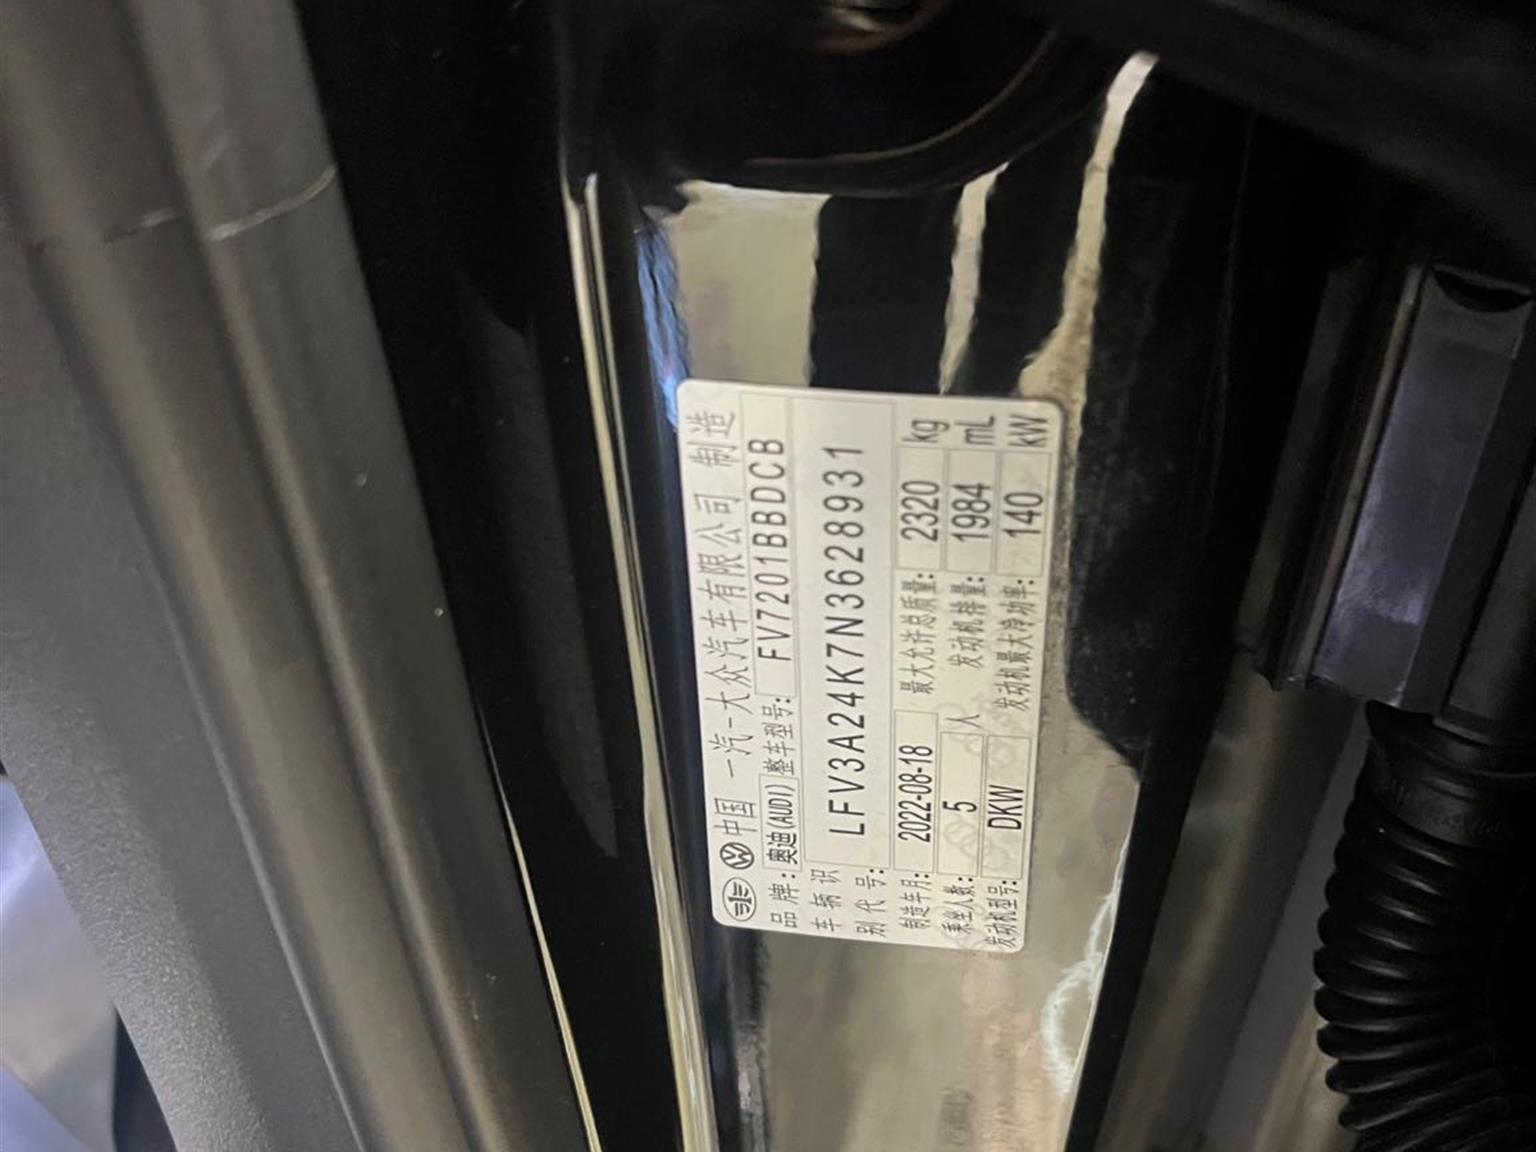 中国 一汽-大众汽车有限公司 制造
品牌: 奥迪(AUDI) 整车型号: FV7201BBDCB
车辆识别代号: LFV3A24K7N3628931
制造年月: 2022-08-18 最大允许总质量: 2320 kg
乘坐人数: 5 人 发动机排量: 1984 mL
发动机型号: DKW 发动机最大净功率: 140 kW